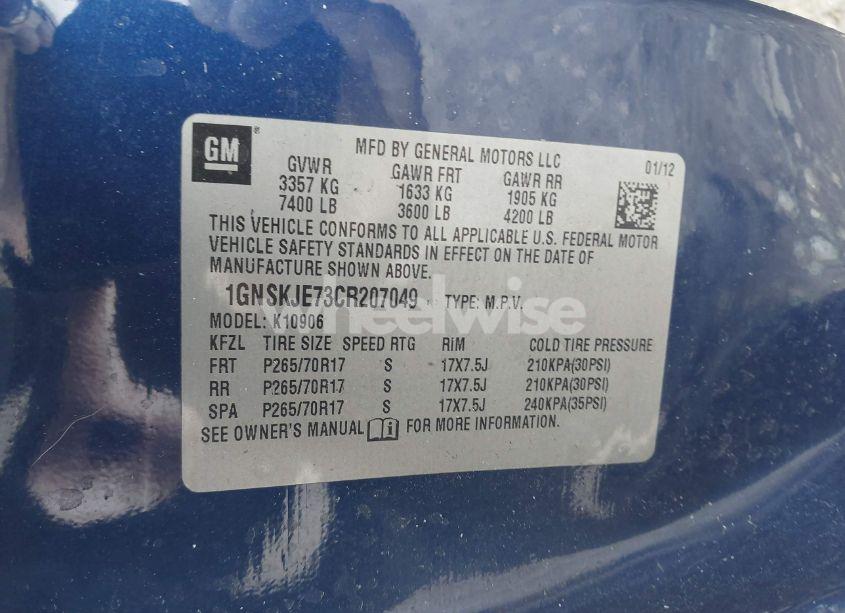 GM
MFD BY GENERAL MOTORS LLC 01/12
GVWR GAWR FRT GAWR RR
3357 KG 1633 KG 1905 KG
7400 LB 3600 LB 4200 LB
THIS VEHICLE CONFORMS TO ALL APPLICABLE U.S. FEDERAL MOTOR
VEHICLE SAFETY STANDARDS IN EFFECT ON THE DATE OF
MANUFACTURE SHOWN ABOVE.
1GNSKJE73CR207049 TYPE: M.P.V.
wheelwise
MODEL: K10906
KFZL TIRE SIZE SPEED RTG RIM COLD TIRE PRESSURE
FRT P265/70R17 S 17X7.5J 210KPA(30PSI)
RR P265/70R17 S 17X7.5J 210KPA(30PSI)
SPA P265/70R17 S 17X7.5J 240KPA(35PSI)
SEE OWNER'S MANUAL FOR MORE INFORMATION.